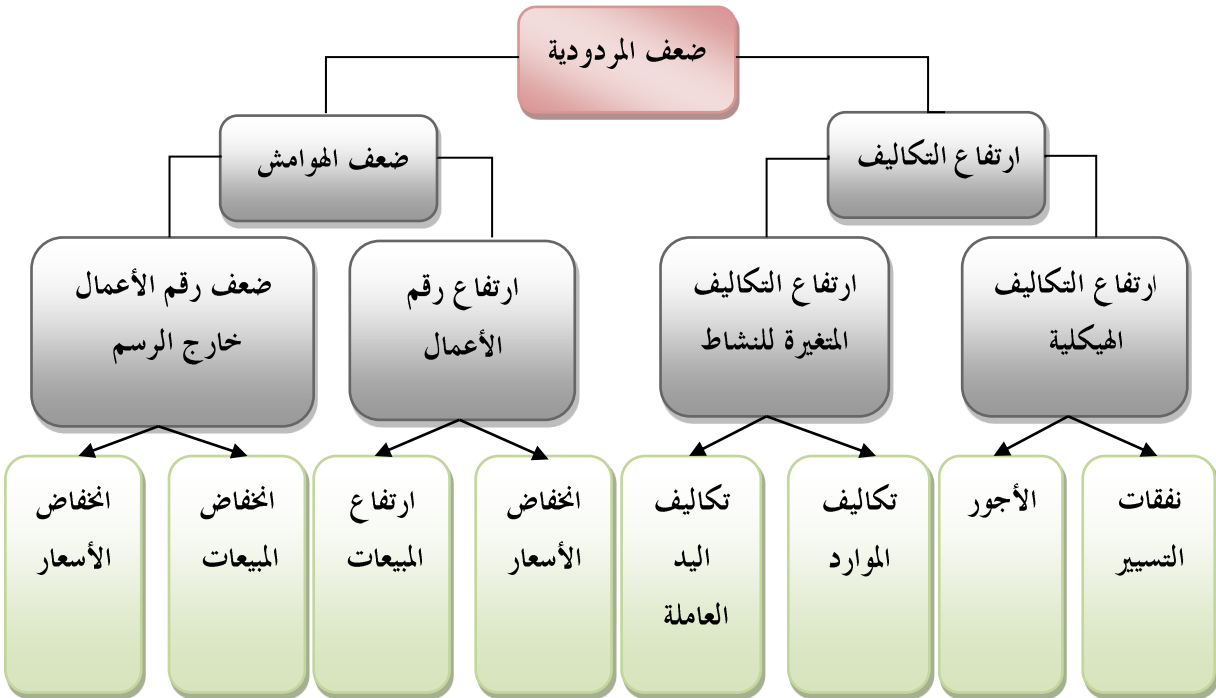 ضعف المردودية
ارتفاع التكاليف
ضعف الهوامش
ارتفاع التكاليف
الهيكلية
ارتفاع التكاليف
المتغيرة للنشاط
ارتفاع رقم
الأعمال
ضعف رقم الأعمال
خارج الرسم
نفقات
التسيير
الأجور
تكاليف
الموارد
تكاليف
اليد
العاملة
انخفاض
الأسعار
ارتفاع
المبيعات
انخفاض
المبيعات
انخفاض
الأسعار